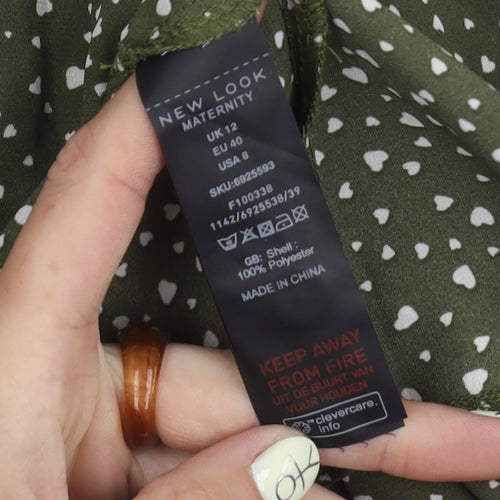 NEW LOOK
MATERNITY
UK 12
EU 40
USA 8
SKU:6925593
F100338
1142/6925538/39
GB: Shell :
100% Polyester
MADE IN CHINA
KEEP AWAY
FROM FIRE
UIT DE BUURT VAN
VUUR HOUDEN
clevercare.
info
OK